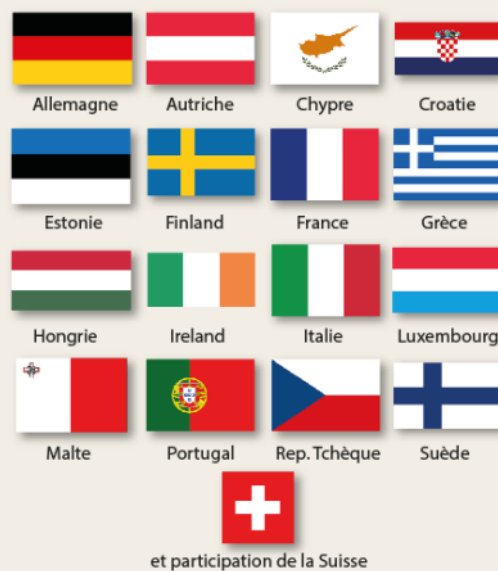 Allemagne Autriche Chypre Croatie
Estonie Finland France Grèce
Hongrie Ireland Italie Luxembourg
Malte Portugal Rep. Tchèque Suède
et participation de la Suisse